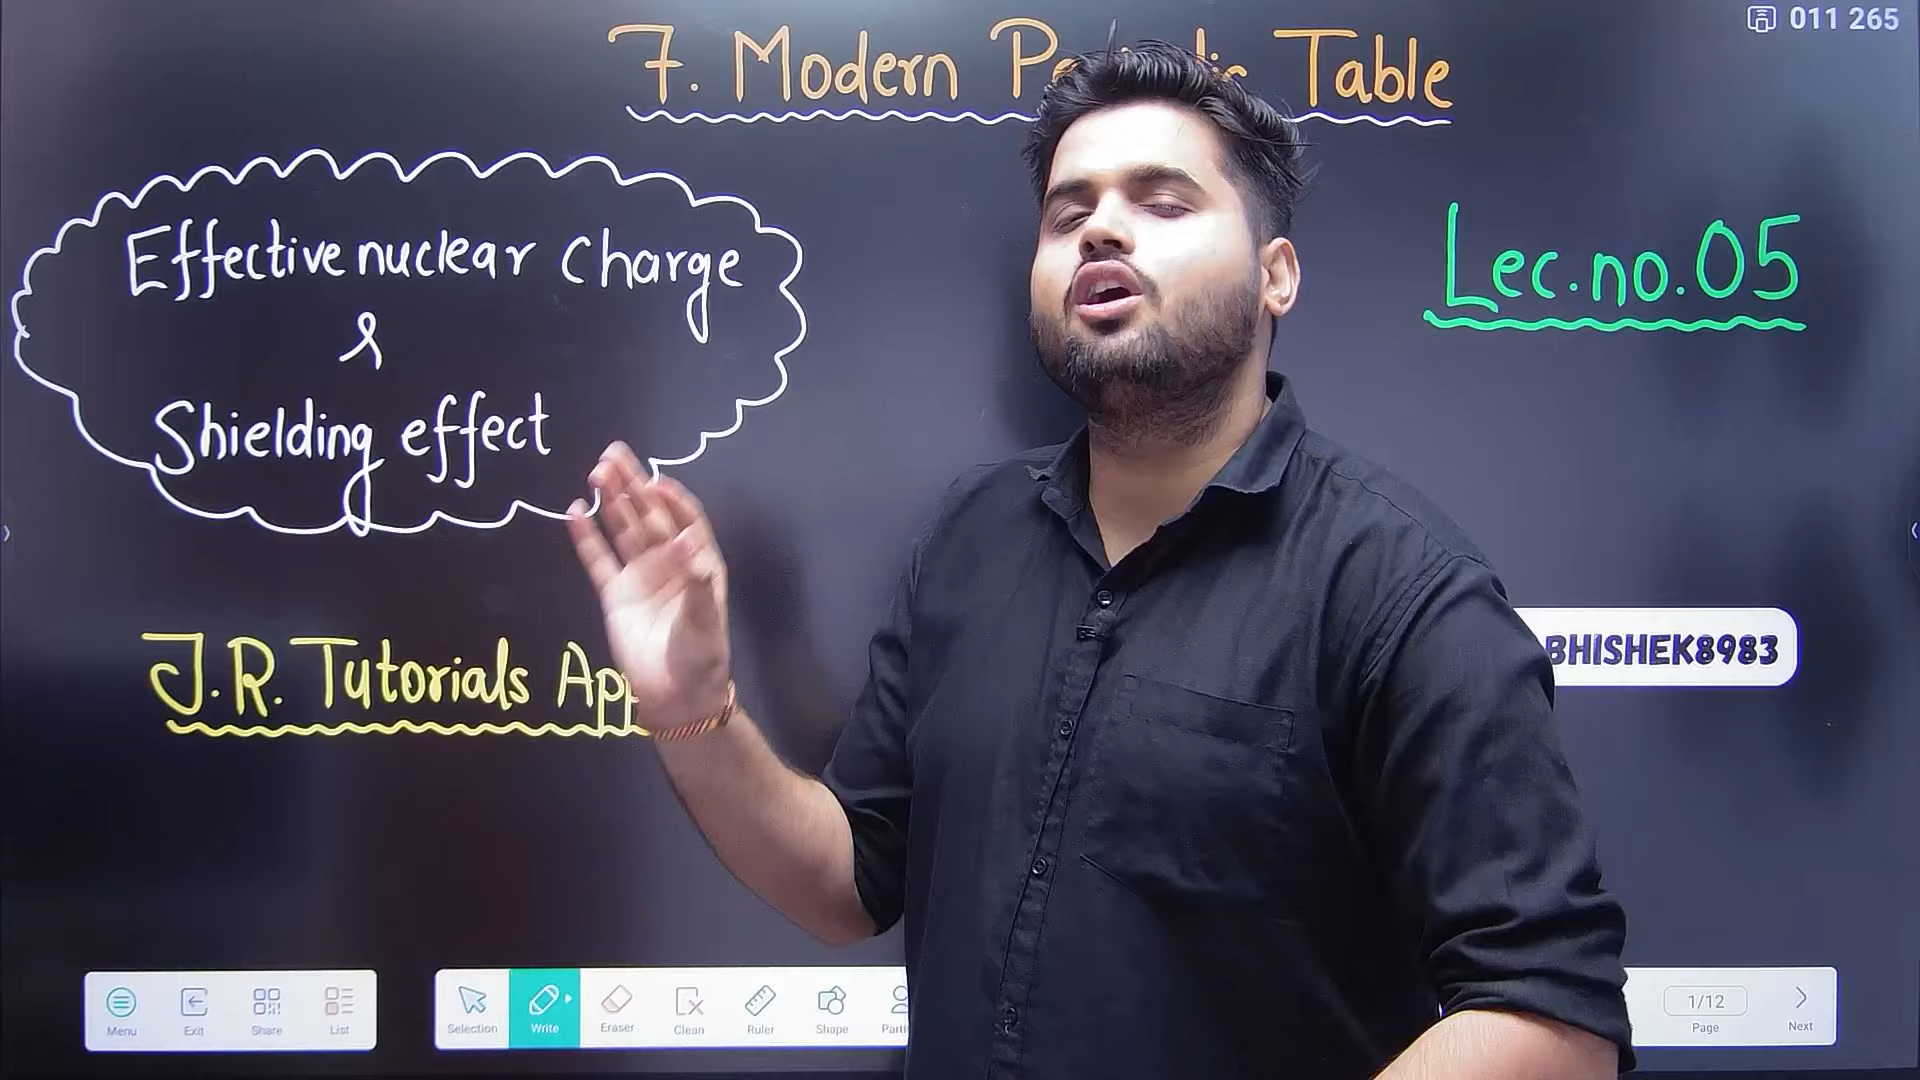 011 265
7. Modern Table
Effective nuclear charge
&
Shielding effect
Lec.no.05
J.R. Tutorials App
BHISHEK8983
Menu Exit Share List
Selection Write Eraser Clean Ruler Shape
1/12
Page Next